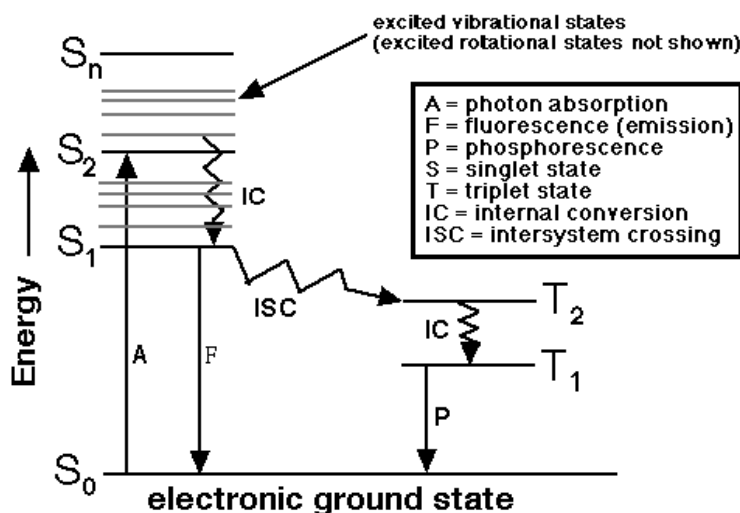 excited vibrational states
(excited rotational states not shown)
Sn
A = photon absorption
F = fluorescence (emission)
P = phosphorescence
S = singlet state
T = triplet state
IC = internal conversion
ISC = intersystem crossing
S2
IC
S1
ISC
T2
IC
T1
Energy
A
F
P
S0
electronic ground state